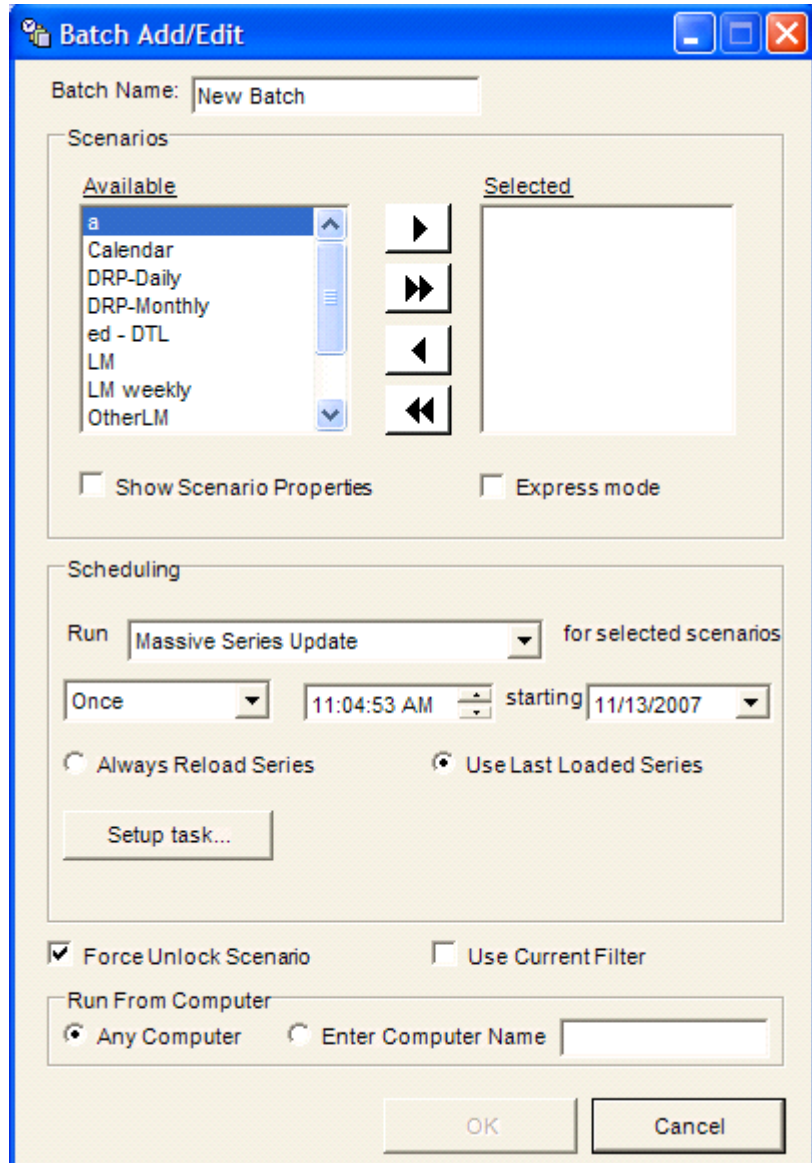 Batch Add/Edit
Batch Name: New Batch
Scenarios
Available
Selected
a
Calendar
DRP-Daily
DRP-Monthly
ed - DTL
LM
LM weekly
OtherLM
Show Scenario Properties
Express mode
Scheduling
Run Massive Series Update for selected scenarios
Once 11:04:53 AM starting 11/13/2007
Always Reload Series
Use Last Loaded Series
Setup task...
Force Unlock Scenario
Use Current Filter
Run From Computer
Any Computer
Enter Computer Name
OK
Cancel